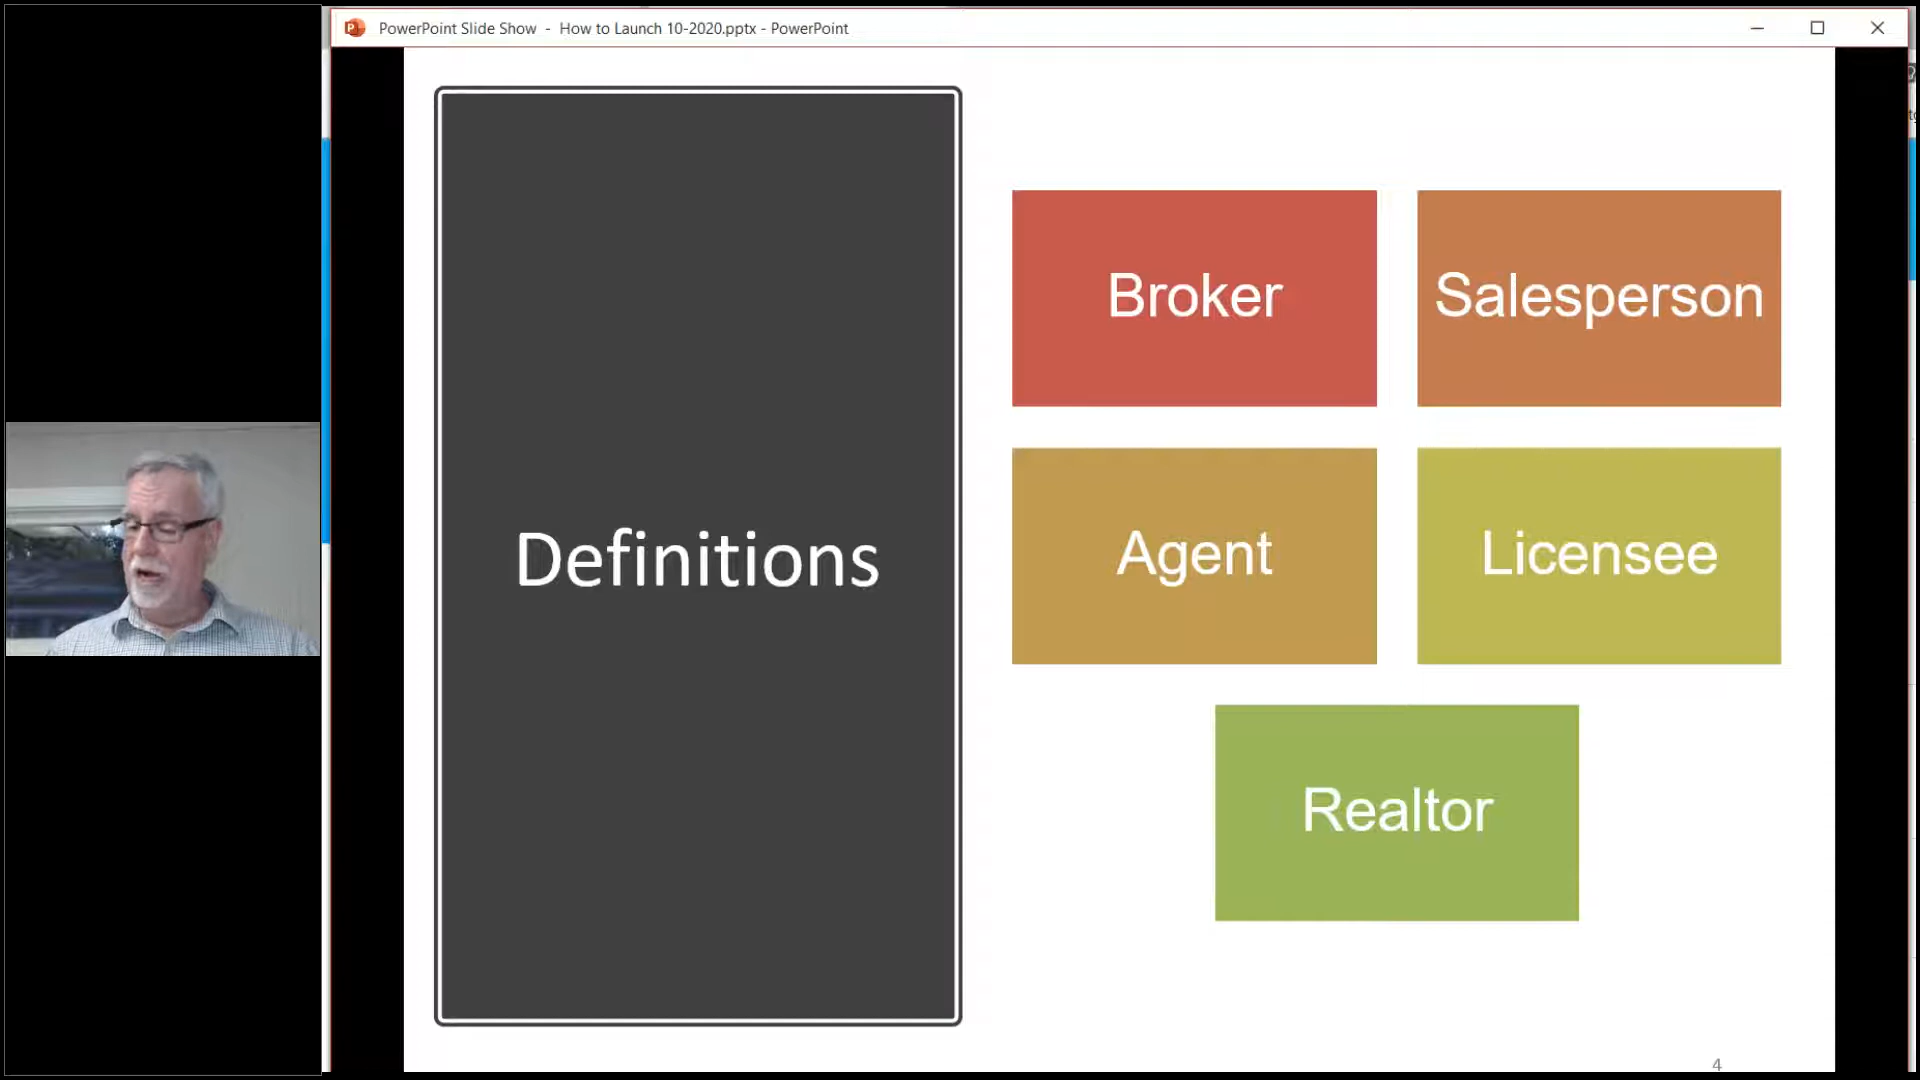 PowerPoint Slide Show - How to Launch 10-2020.pptx - PowerPoint
Definitions
Broker
Salesperson
Agent
Licensee
Realtor
4